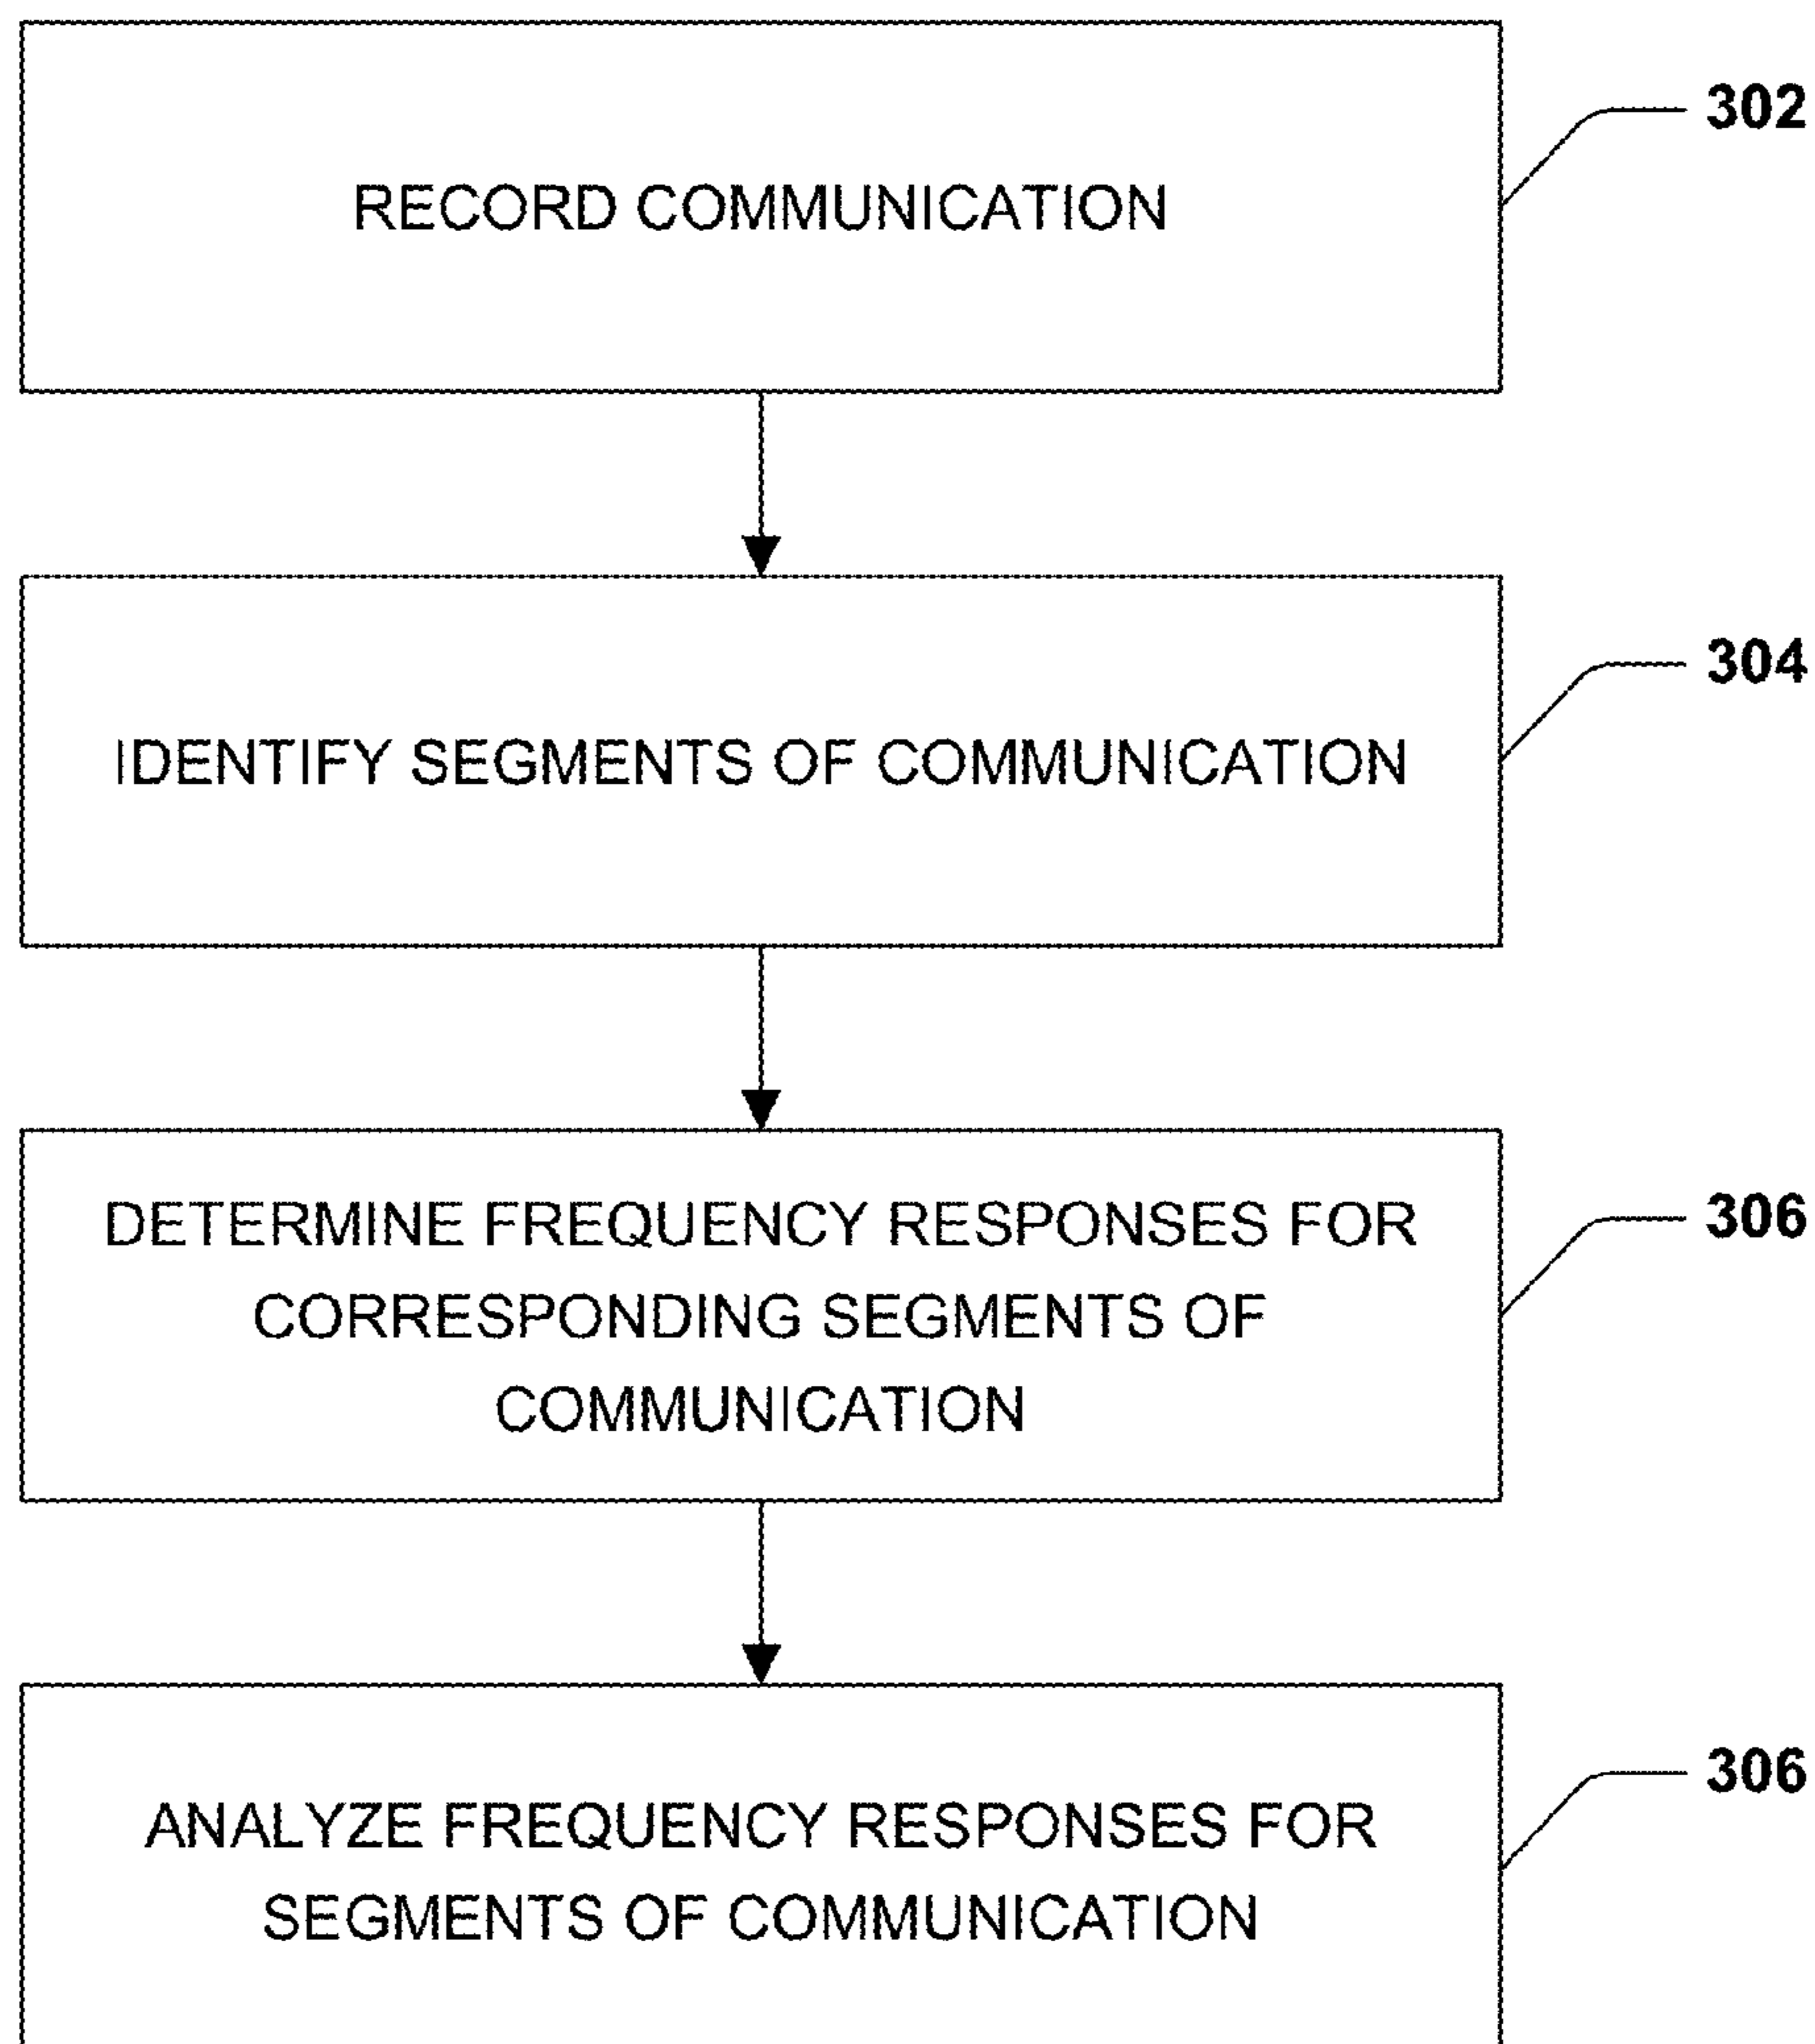 RECORD COMMUNICATION
302
IDENTIFY SEGMENTS OF COMMUNICATION
304
DETERMINE FREQUENCY RESPONSES FOR
CORRESPONDING SEGMENTS OF
COMMUNICATION
306
ANALYZE FREQUENCY RESPONSES FOR
SEGMENTS OF COMMUNICATION
306